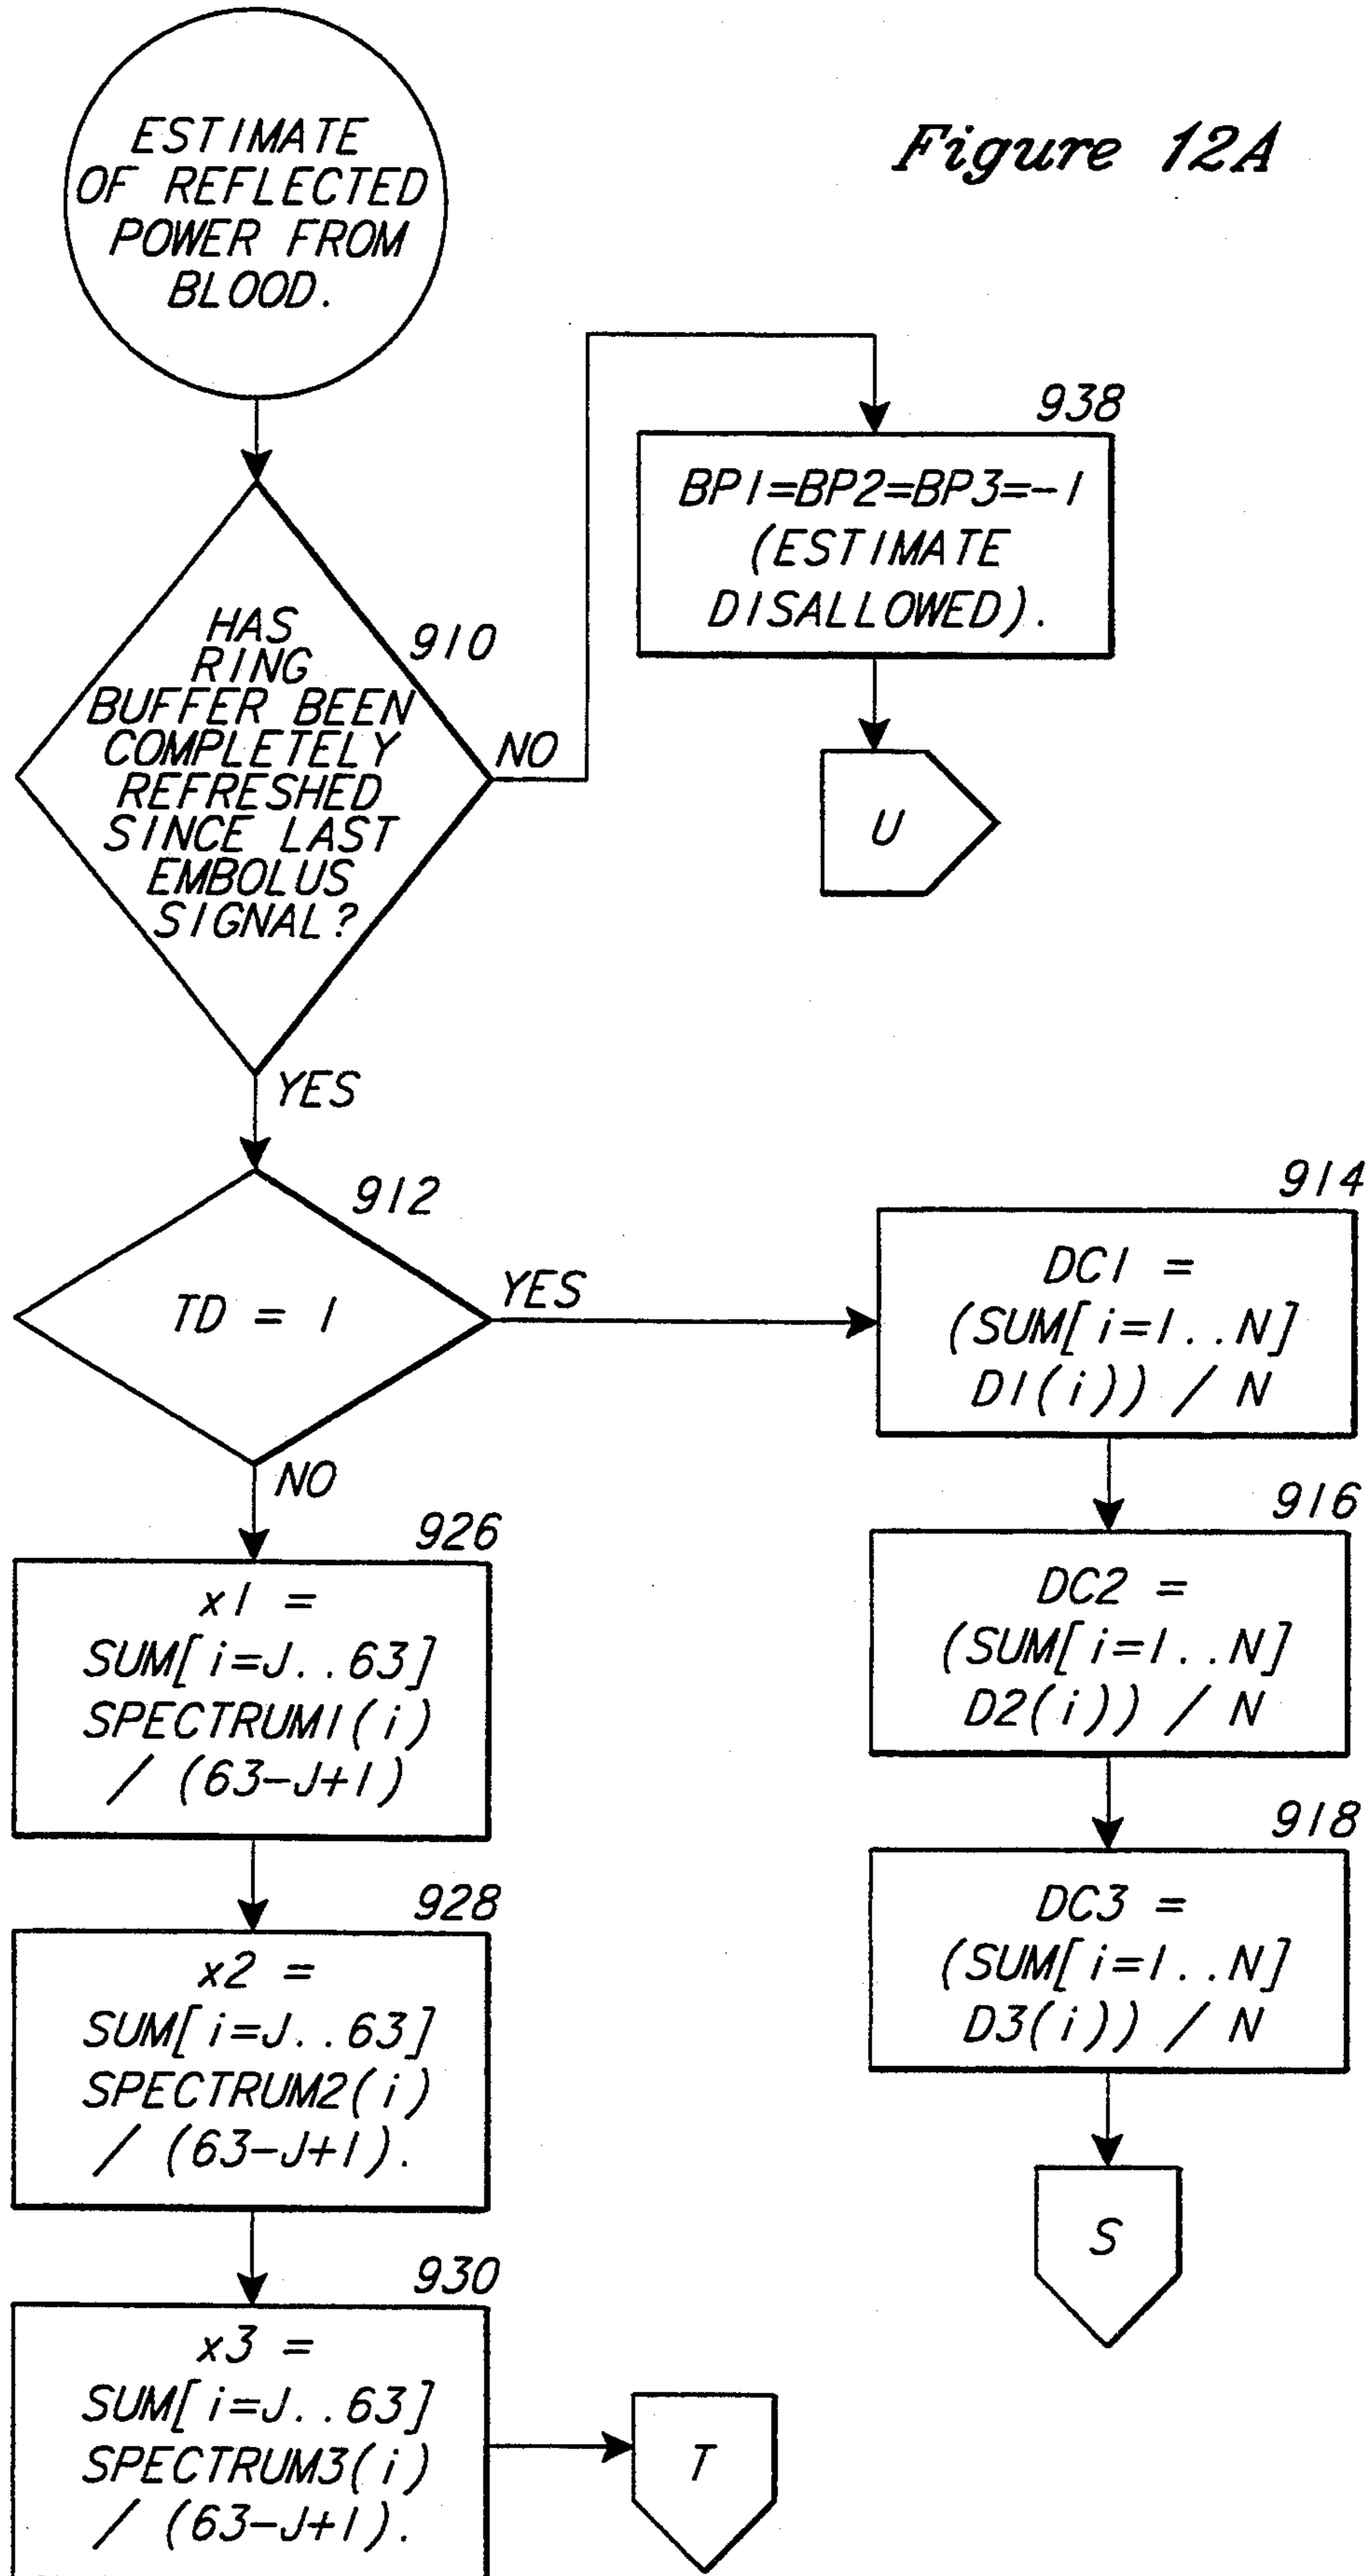 Figure 12A
ESTIMATE
OF REFLECTED
POWER FROM
BLOOD.
910
HAS
RING
BUFFER BEEN
COMPLETELY
REFRESHED
SINCE LAST
EMBOLUS
SIGNAL?
NO
YES
938
BP1=BP2=BP3=-1
(ESTIMATE
DISALLOWED).
U
912
TD = 1
YES
NO
914
DC1 =
(SUM[i=1..N]
D1(i)) / N
916
DC2 =
(SUM[i=1..N]
D2(i)) / N
918
DC3 =
(SUM[i=1..N]
D3(i)) / N
S
926
x1 =
SUM[i=J..63]
SPECTRUM1(i)
/ (63-J+1)
928
x2 =
SUM[i=J..63]
SPECTRUM2(i)
/ (63-J+1).
930
x3 =
SUM[i=J..63]
SPECTRUM3(i)
/ (63-J+1).
T